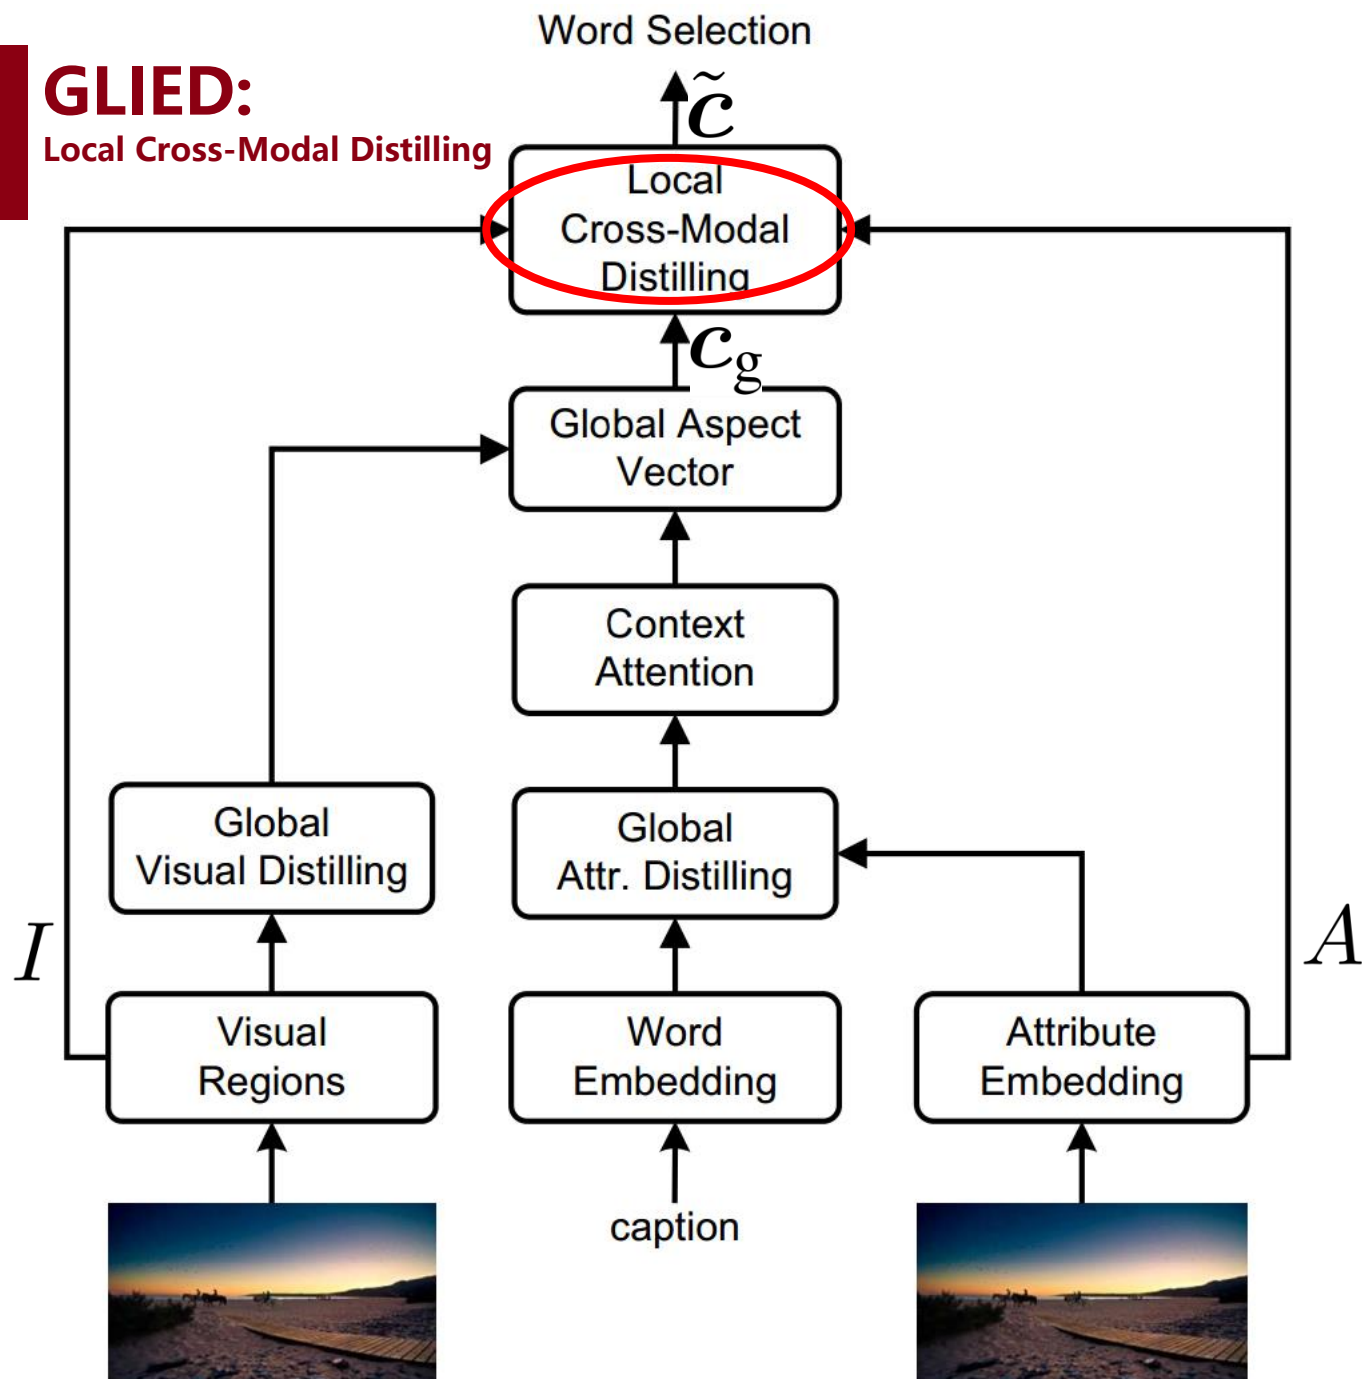 Word Selection
GLIED:
Local Cross-Modal Distilling
c̃
Local
Cross-Modal
Distilling
c_g
Global Aspect
Vector
Context
Attention
Global
Visual Distilling
Global
Attr. Distilling
I
A
Visual
Regions
Word
Embedding
Attribute
Embedding
caption